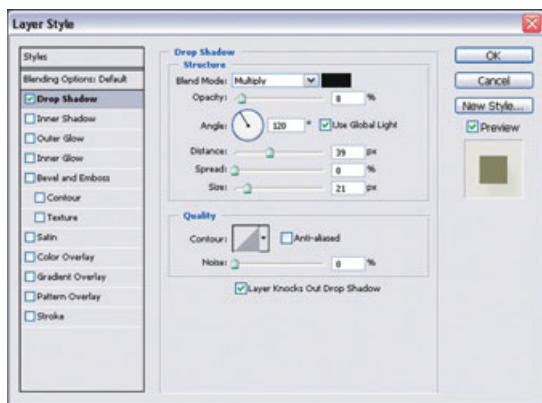 Layer Style
Styles
Blending Options: Default
Drop Shadow
Inner Shadow
Outer Glow
Inner Glow
Bevel and Emboss
Contour
Texture
Satin
Color Overlay
Gradient Overlay
Pattern Overlay
Stroke
Drop Shadow
Structure
Blend Mode: Multiply
Opacity: 8 %
Angle: 120 ° Use Global Light
Distance: 39 px
Spread: 0 %
Size: 21 px
Quality
Contour: Anti-aliased
Noise: 0 %
Layer Knocks Out Drop Shadow
OK
Cancel
New Style...
Preview